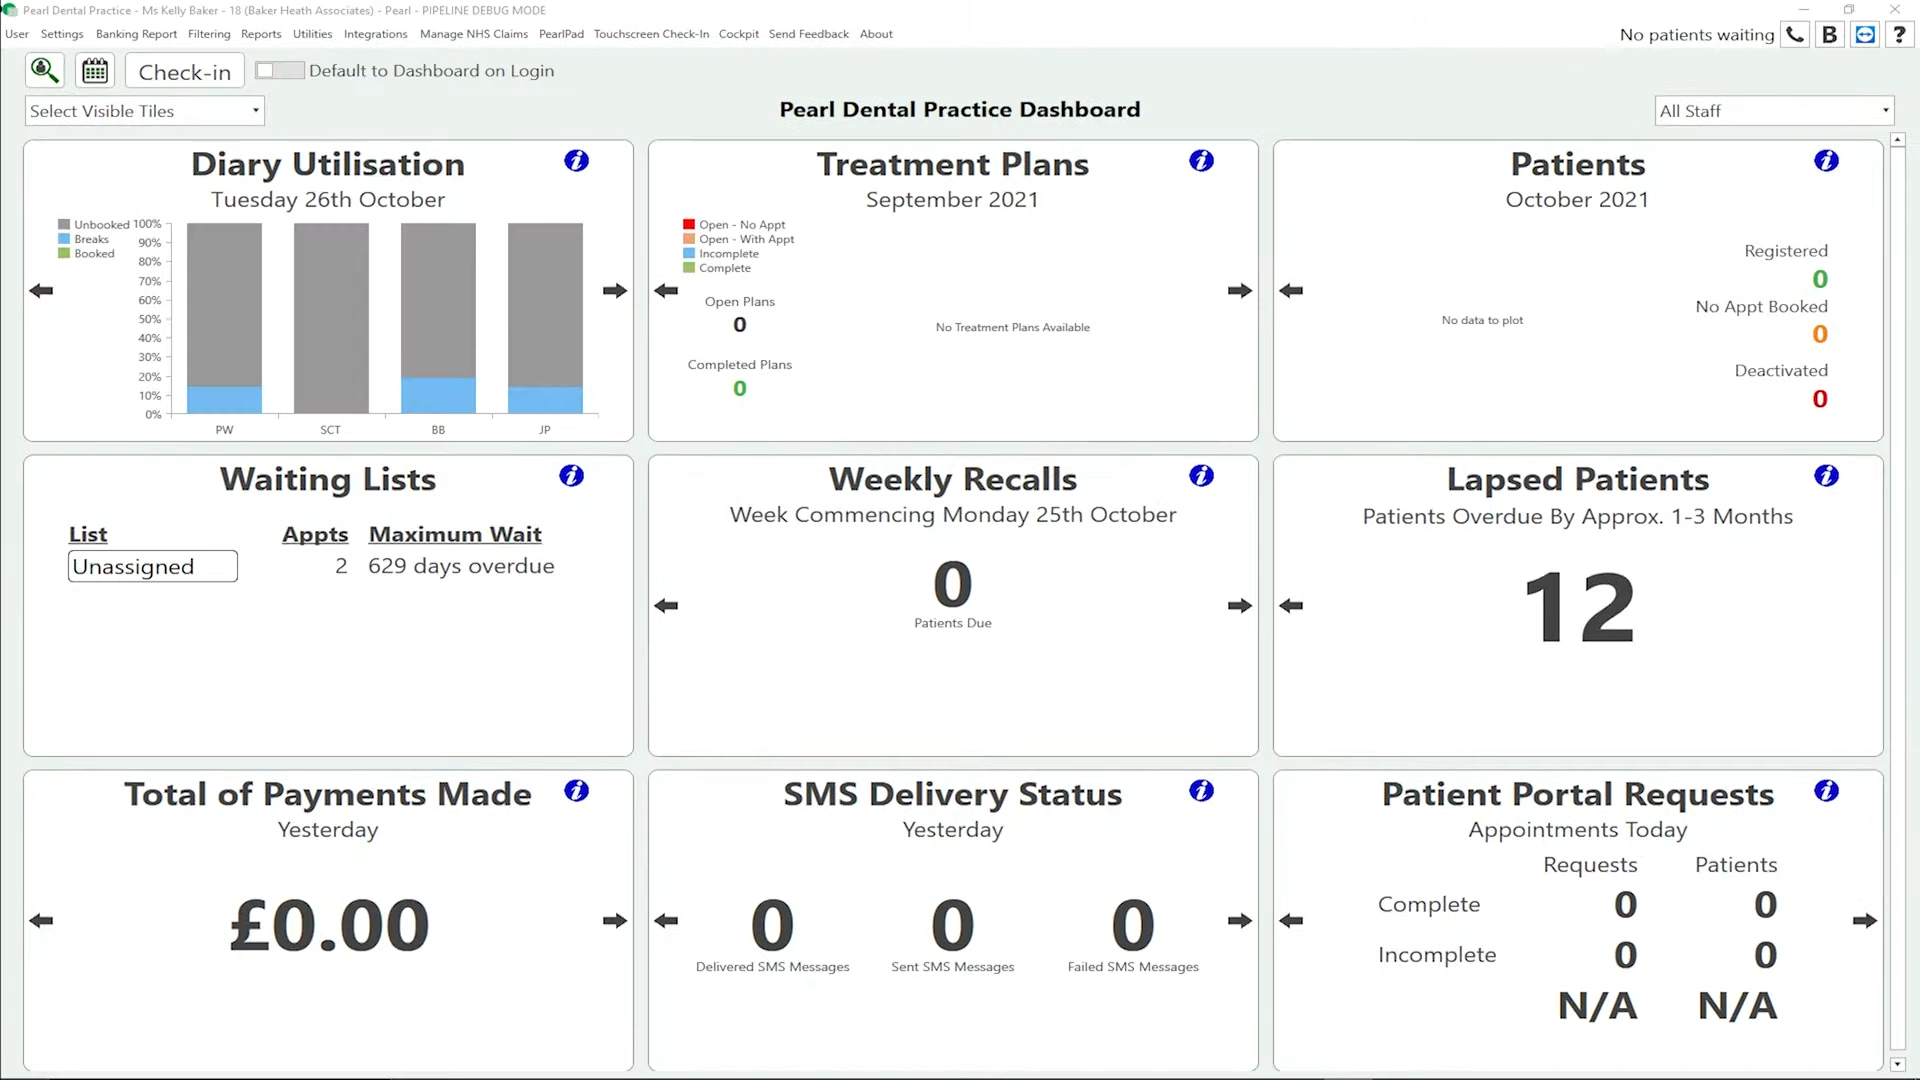 Pearl Dental Practice - Ms Kelly Baker - 18 (Baker Heath Associates) - Pearl - PIPELINE DEBUG MODE
User Settings Banking Report Filtering Reports Utilities Integrations Manage NHS Claims PearlPad Touchscreen Check-In Cockpit Send Feedback About
No patients waiting B ?
Check-in Default to Dashboard on Login
Select Visible Tiles
Pearl Dental Practice Dashboard
All Staff
Diary Utilisation i
Tuesday 26th October
Unbooked
Breaks
Booked
100%
90%
80%
70%
60%
50%
40%
30%
20%
10%
0%
PW SCT BB JP
Treatment Plans i
September 2021
Open - No Appt
Open - With Appt
Incomplete
Complete
Open Plans
0
No Treatment Plans Available
Completed Plans
0
Patients i
October 2021
Registered
0
No Appt Booked
0
No data to plot
Deactivated
0
Waiting Lists i
List Appts Maximum Wait
Unassigned 2 629 days overdue
Weekly Recalls i
Week Commencing Monday 25th October
0
Patients Due
Lapsed Patients i
Patients Overdue By Approx. 1-3 Months
12
Total of Payments Made i
Yesterday
£0.00
SMS Delivery Status i
Yesterday
0 0 0
Delivered SMS Messages Sent SMS Messages Failed SMS Messages
Patient Portal Requests i
Appointments Today
Requests Patients
Complete 0 0
Incomplete 0 0
N/A N/A